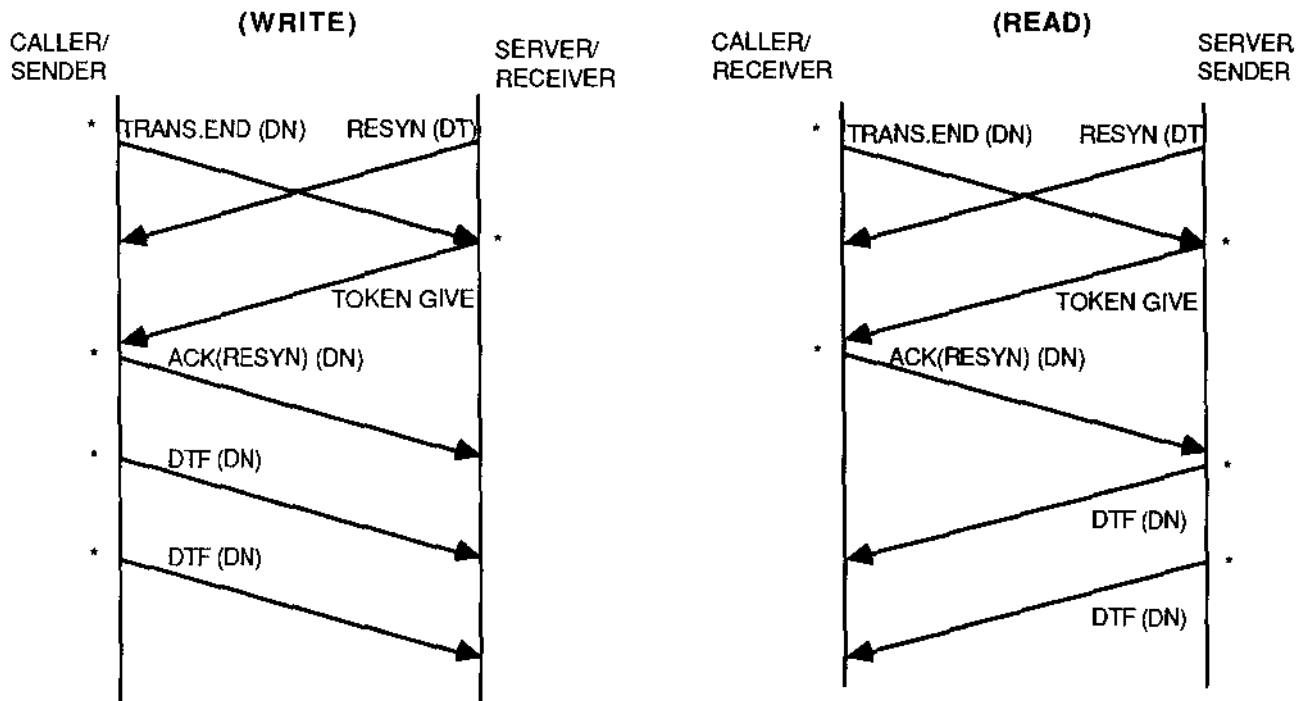 (WRITE)
CALLER/
SENDER
SERVER/
RECEIVER
* TRANS.END (DN) RESYN (DT)
*
TOKEN GIVE
* ACK(RESYN) (DN)
* DTF (DN)
* DTF (DN)
(READ)
CALLER/
RECEIVER
SERVER
SENDER
* TRANS.END (DN) RESYN (DT
*
TOKEN GIVE
* ACK(RESYN) (DN)
*
DTF (DN)
*
DTF (DN)